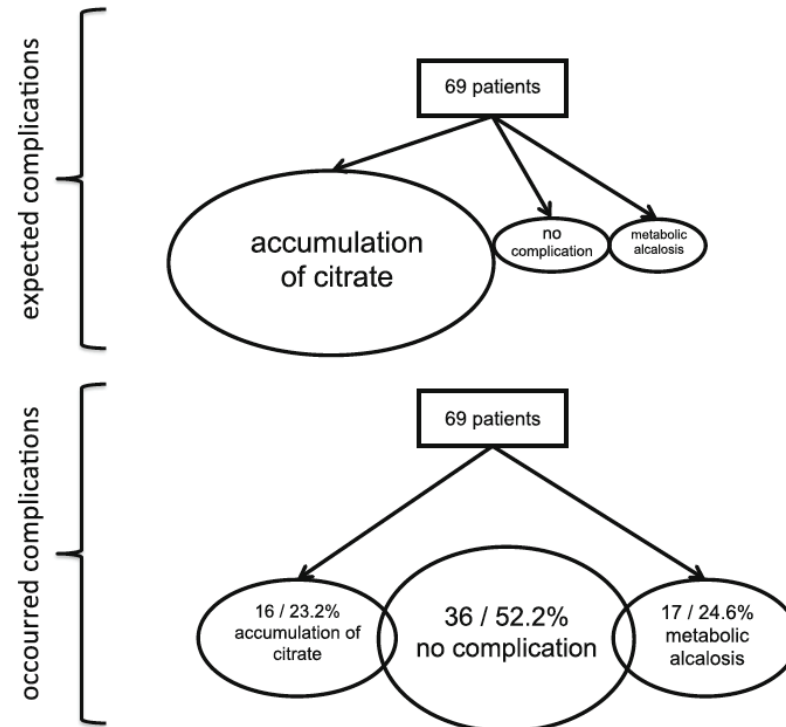 expected complications
69 patients
accumulation
of citrate
no
complication
metabolic
alcalosis
occourred complications
69 patients
16 / 23.2%
accumulation of
citrate
36 / 52.2%
no complication
17 / 24.6%
metabolic
alcalosis